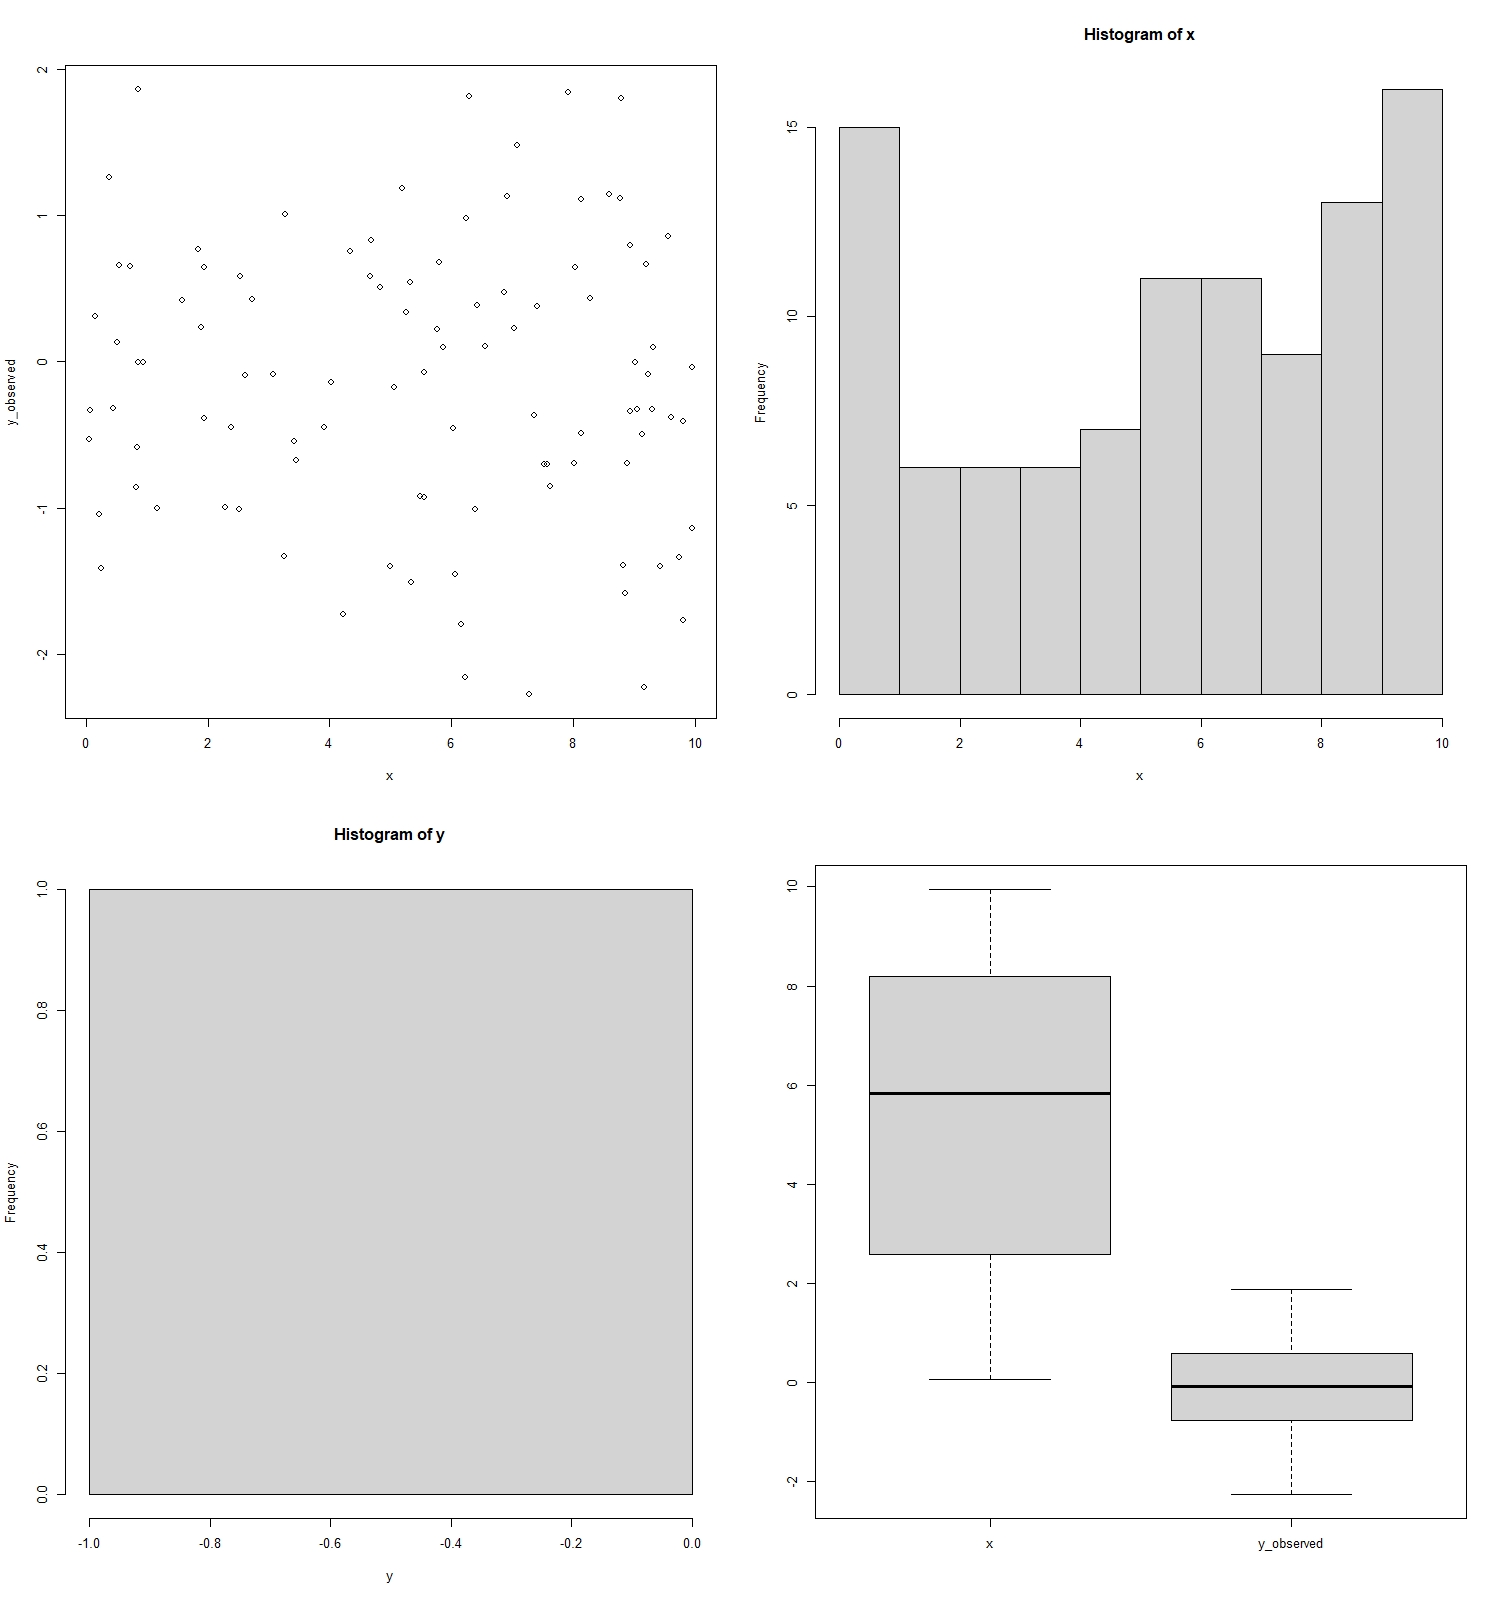 2
1
0
-1
-2
y_observed
0 2 4 6 8 10
x
Histogram of x
15
10
5
0
Frequency
0 2 4 6 8 10
x
Histogram of y
1.0
0.8
0.6
0.4
0.2
0.0
Frequency
-1.0 -0.8 -0.6 -0.4 -0.2 0.0
y
10
8
6
4
2
0
-2
x y_observed